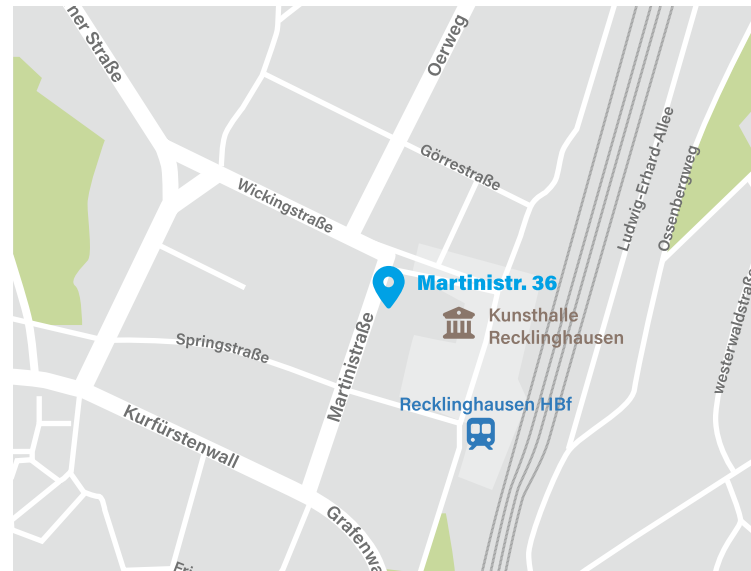 ner Straße
Oerweg
Görrestraße
Wickingstraße
Ludwig-Erhard-Allee
Ossenbergweg
Martinistr. 36
Kunsthalle
Recklinghausen
westerwaldstraße
Springstraße
Martinistraße
Recklinghausen HBf
Kurfürstenwall
Grafenwa
Fri